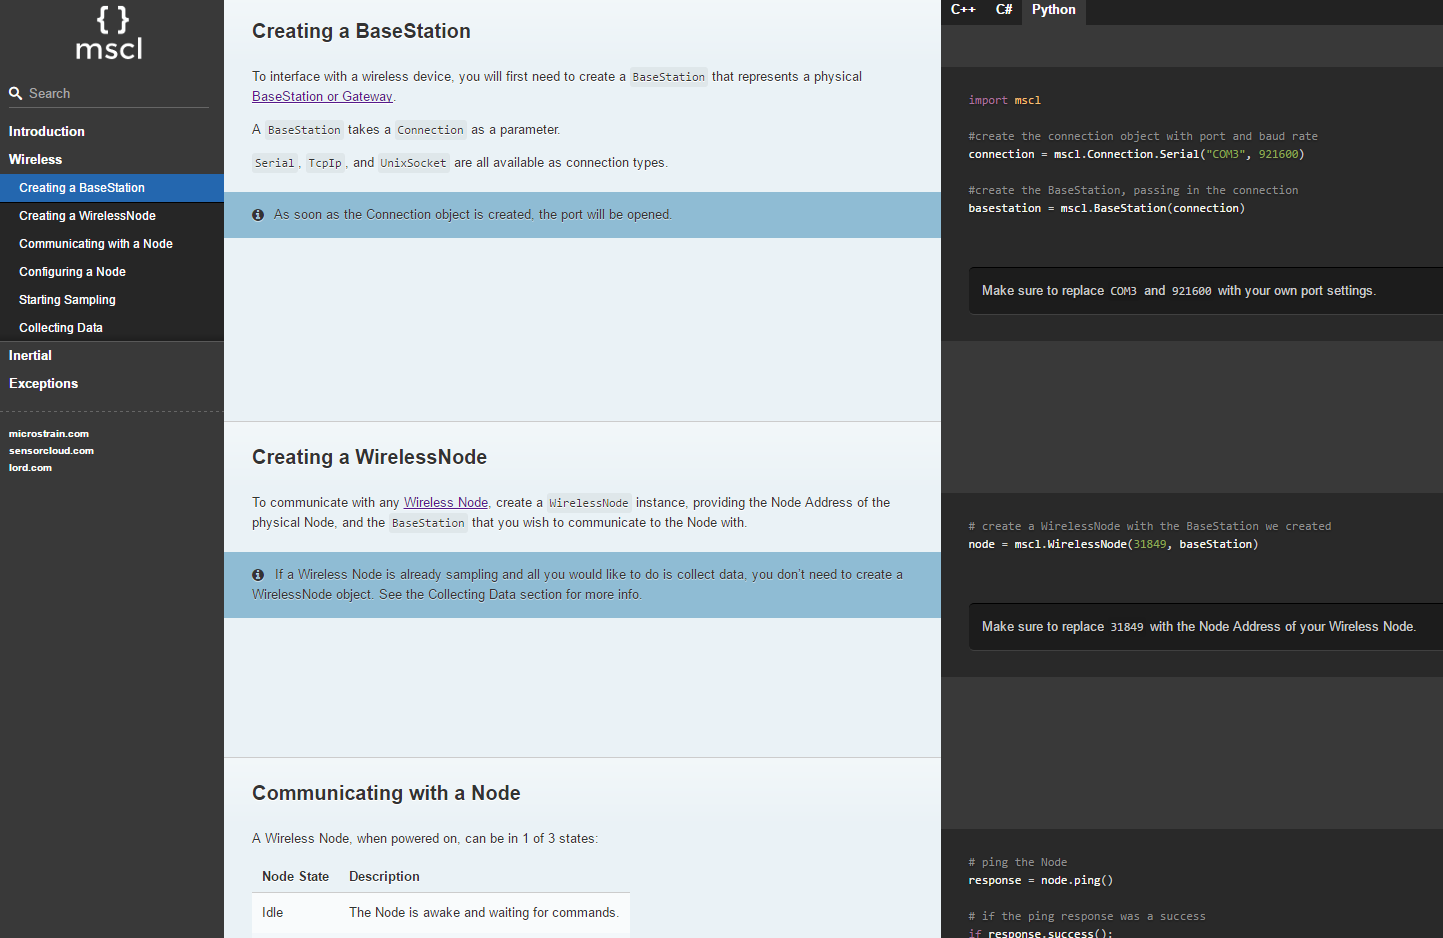 { }
mscl
Search
Introduction
Wireless
Creating a BaseStation
Creating a WirelessNode
Communicating with a Node
Configuring a Node
Starting Sampling
Collecting Data
Inertial
Exceptions
microstrain.com
sensorcloud.com
lord.com
Creating a BaseStation
To interface with a wireless device, you will first need to create a BaseStation that represents a physical
BaseStation or Gateway.
A BaseStation takes a Connection as a parameter.
Serial, TcpIp, and UnixSocket are all available as connection types.
As soon as the Connection object is created, the port will be opened.
Creating a WirelessNode
To communicate with any Wireless Node, create a WirelessNode instance, providing the Node Address of the
physical Node, and the BaseStation that you wish to communicate to the Node with.
If a Wireless Node is already sampling and all you would like to do is collect data, you don't need to create a
WirelessNode object. See the Collecting Data section for more info.
Communicating with a Node
A Wireless Node, when powered on, can be in 1 of 3 states:
Node State Description
Idle The Node is awake and waiting for commands.
C++ C# Python
import mscl
#create the connection object with port and baud rate
connection = mscl.Connection.Serial("COM3", 921600)
#create the BaseStation, passing in the connection
basestation = mscl.BaseStation(connection)
Make sure to replace COM3 and 921600 with your own port settings.
# create a WirelessNode with the BaseStation we created
node = mscl.WirelessNode(31849, baseStation)
Make sure to replace 31849 with the Node Address of your Wireless Node.
# ping the Node
response = node.ping()
# if the ping response was a success
if response.success():